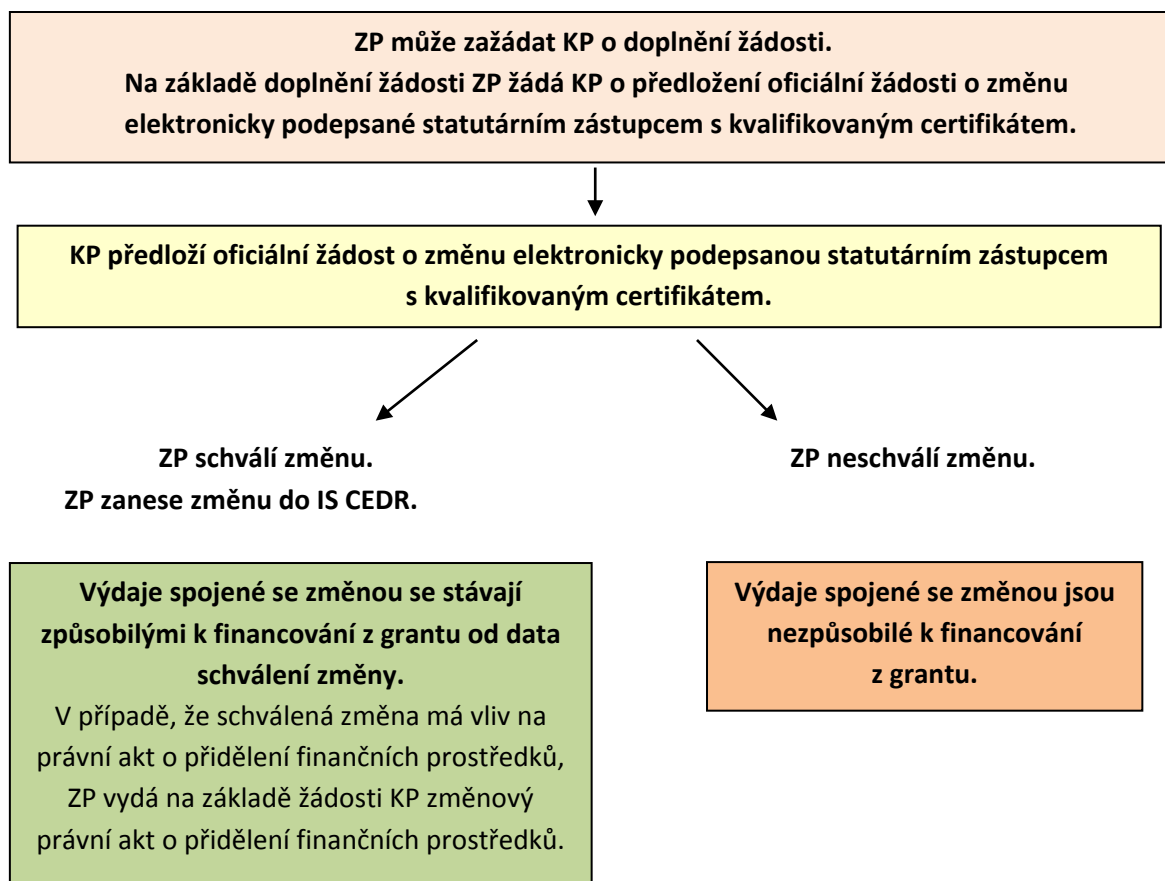 ZP může zažádat KP o doplnění žádosti.
Na základě doplnění žádosti ZP žádá KP o předložení oficiální žádosti o změnu
elektronicky podepsané statutárním zástupcem s kvalifikovaným certifikátem.
KP předloží oficiální žádost o změnu elektronicky podepsanou statutárním zástupcem
s kvalifikovaným certifikátem.
ZP schválí změnu.
ZP zanese změnu do IS CEDR.
ZP neschválí změnu.
Výdaje spojené se změnou se stávají
způsobilými k financování z grantu od data
schválení změny.
V případě, že schválená změna má vliv na
právní akt o přidělení finančních prostředků,
ZP vydá na základě žádosti KP změnový
právní akt o přidělení finančních prostředků.
Výdaje spojené se změnou jsou
nezpůsobilé k financování
z grantu.